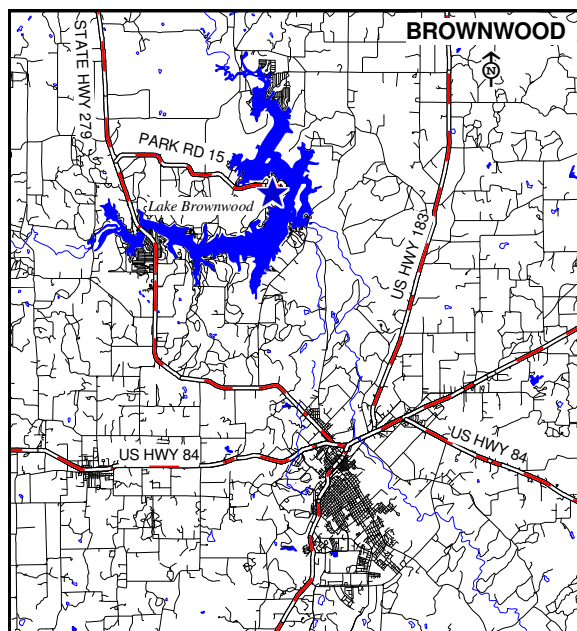 BROWNWOOD
N
STATE HWY 279
PARK RD 15
Lake Brownwood
US HWY 183
US HWY 84
US HWY 84